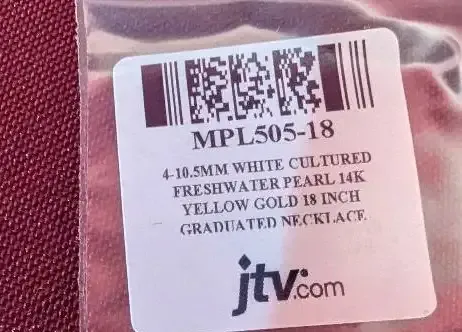 MPL505-18
4-10.5MM WHITE CULTURED
FRESHWATER PEARL 14K
YELLOW GOLD 18 INCH
GRADUATED NECKLACE
jtv.com